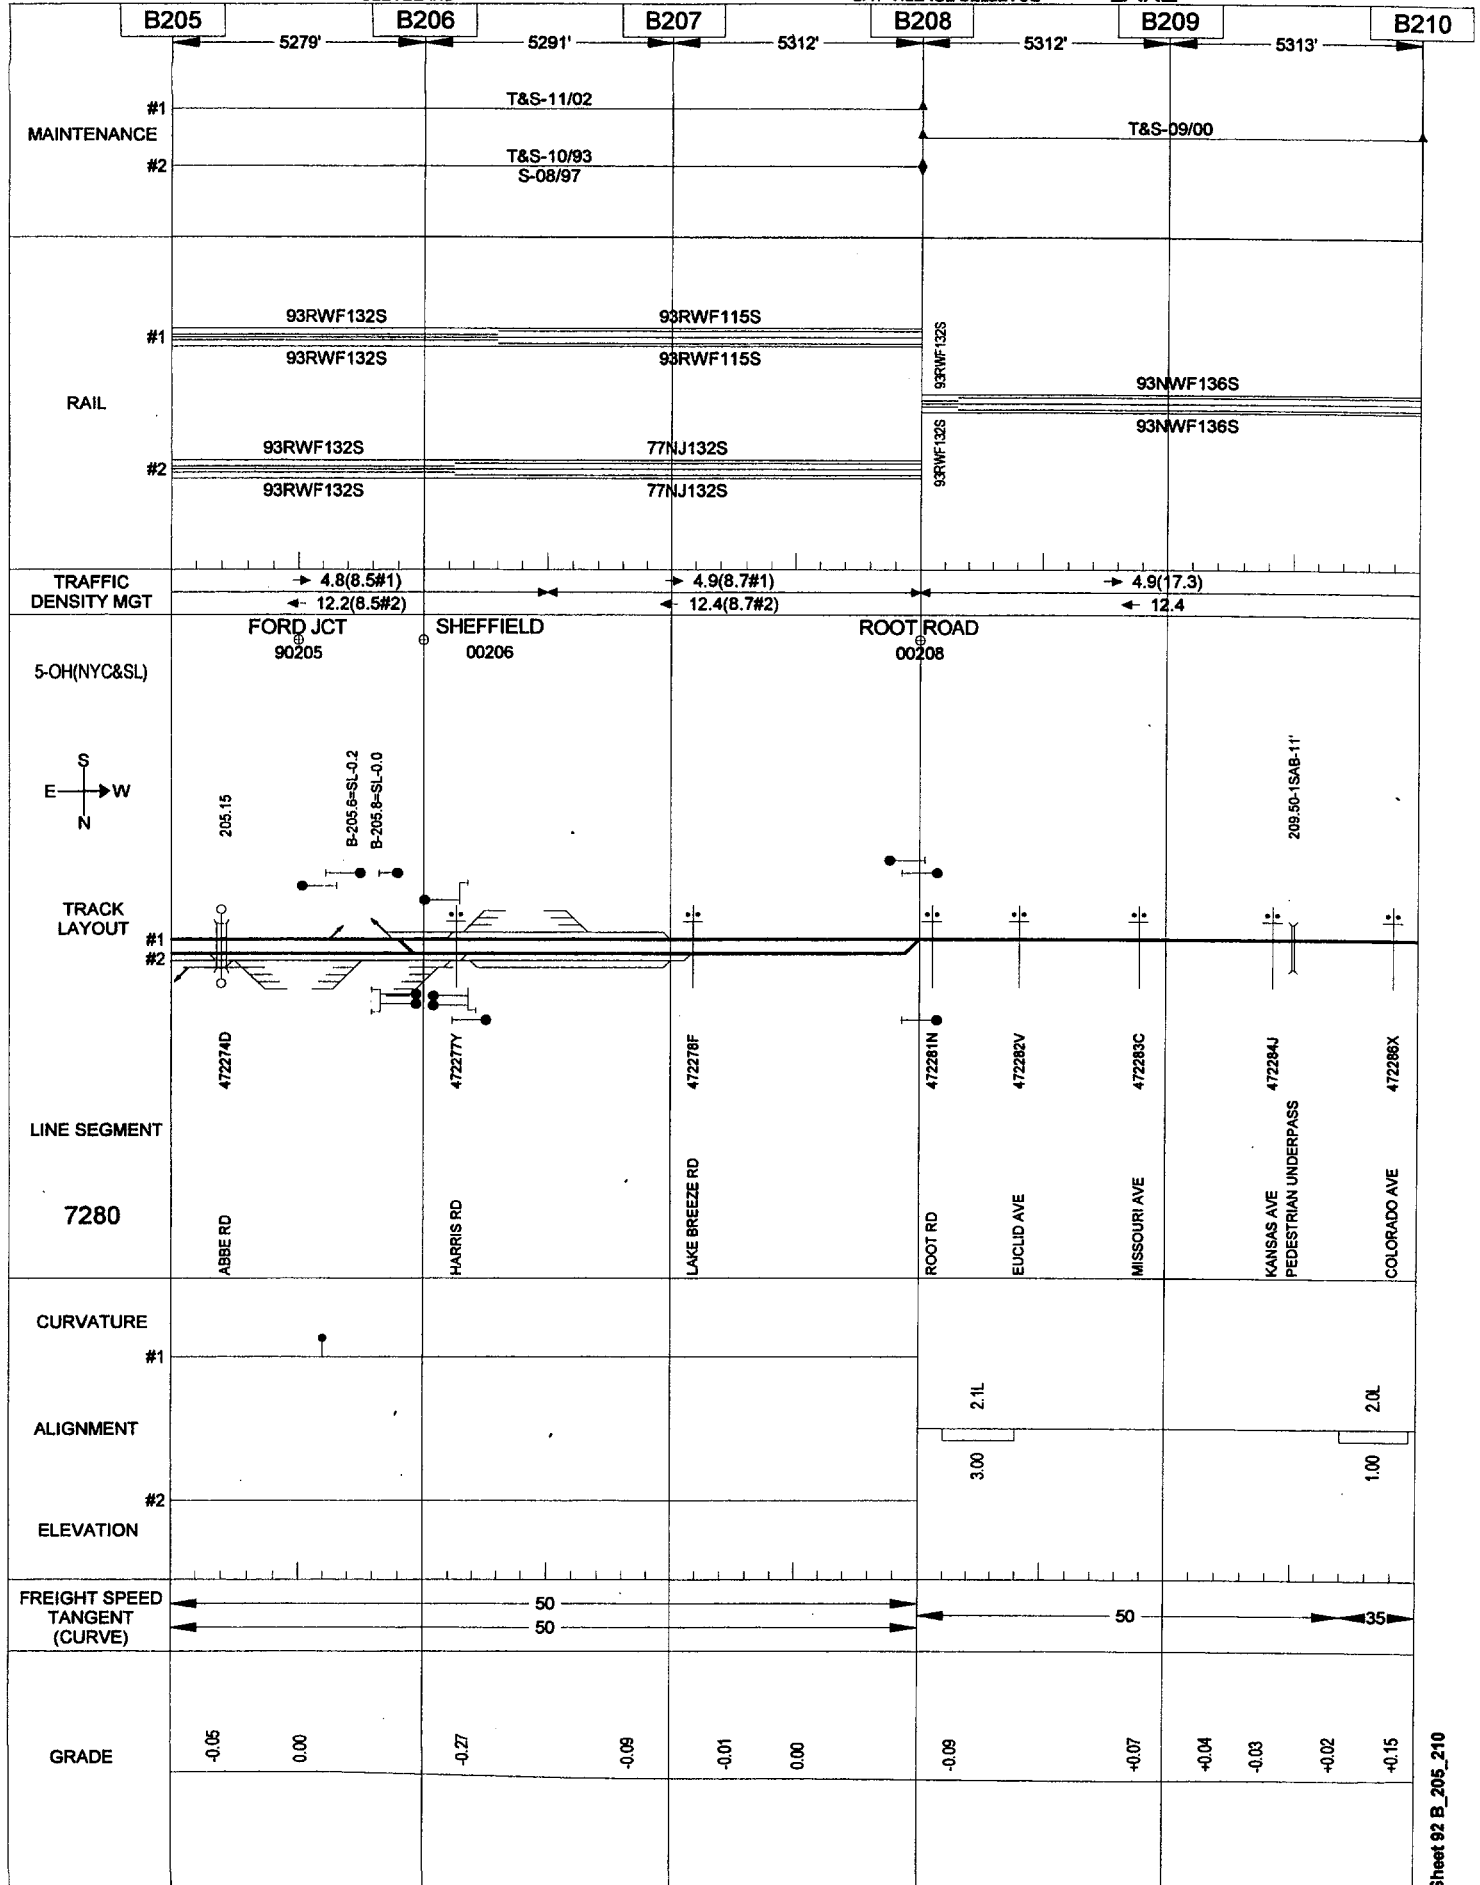 B205 B206 B207 B208 B209 B210
5279' 5291' 5312' 5312' 5313'
MAINTENANCE
#1
T&S-11/02
T&S-09/00
#2
T&S-10/93
S-08/97
RAIL
#1
93RWF132S 93RWF115S
93RWF132S 93RWF115S
93RWF132S
93NWF136S
93NWF136S
#2
93RWF132S 77NJ132S
93RWF132S 77NJ132S
93RWF132S
TRAFFIC
DENSITY MGT
4.8(8.5#1) 4.9(8.7#1) 4.9(17.3)
12.2(8.5#2) 12.4(8.7#2) 12.4
FORD JCT SHEFFIELD ROOT ROAD
90205 00206 00208
5-OH(NYC&SL)
S
E W
N
205.15
B-205.6=SL-0.2
B-205.8=SL-0.0
209.50-1SAB-11'
TRACK
LAYOUT
#1
#2
472274D
472277Y
472278F
472281N
472282V
472283C
472284J
472286X
LINE SEGMENT
7280
ABBE RD
HARRIS RD
LAKE BREEZE RD
ROOT RD
EUCLID AVE
MISSOURI AVE
KANSAS AVE
PEDESTRIAN UNDERPASS
COLORADO AVE
CURVATURE
#1
ALIGNMENT
2.1L
3.00
2.0L
1.00
#2
ELEVATION
FREIGHT SPEED
TANGENT
(CURVE)
50
50
50
35
GRADE
-0.05
0.00
-0.27
-0.09
-0.01
0.00
-0.09
+0.07
+0.04
-0.03
+0.02
+0.15
Sheet 92 B_205_210